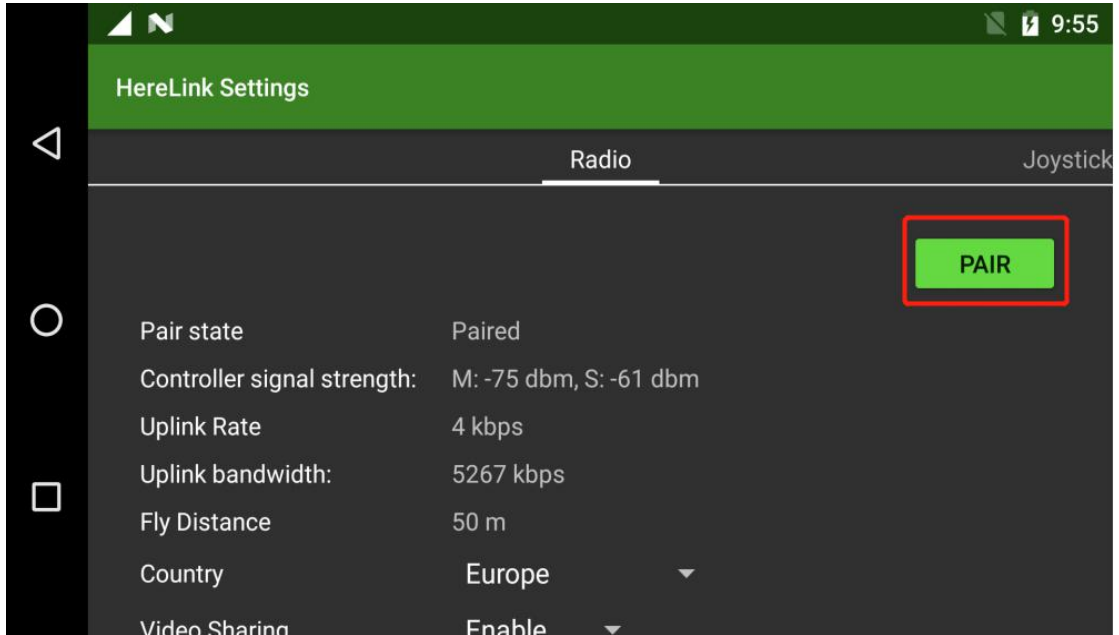 9:55
HereLink Settings
Radio Joystick
PAIR
Pair state Paired
Controller signal strength: M: -75 dbm, S: -61 dbm
Uplink Rate 4 kbps
Uplink bandwidth: 5267 kbps
Fly Distance 50 m
Country Europe
Video Sharing Enable